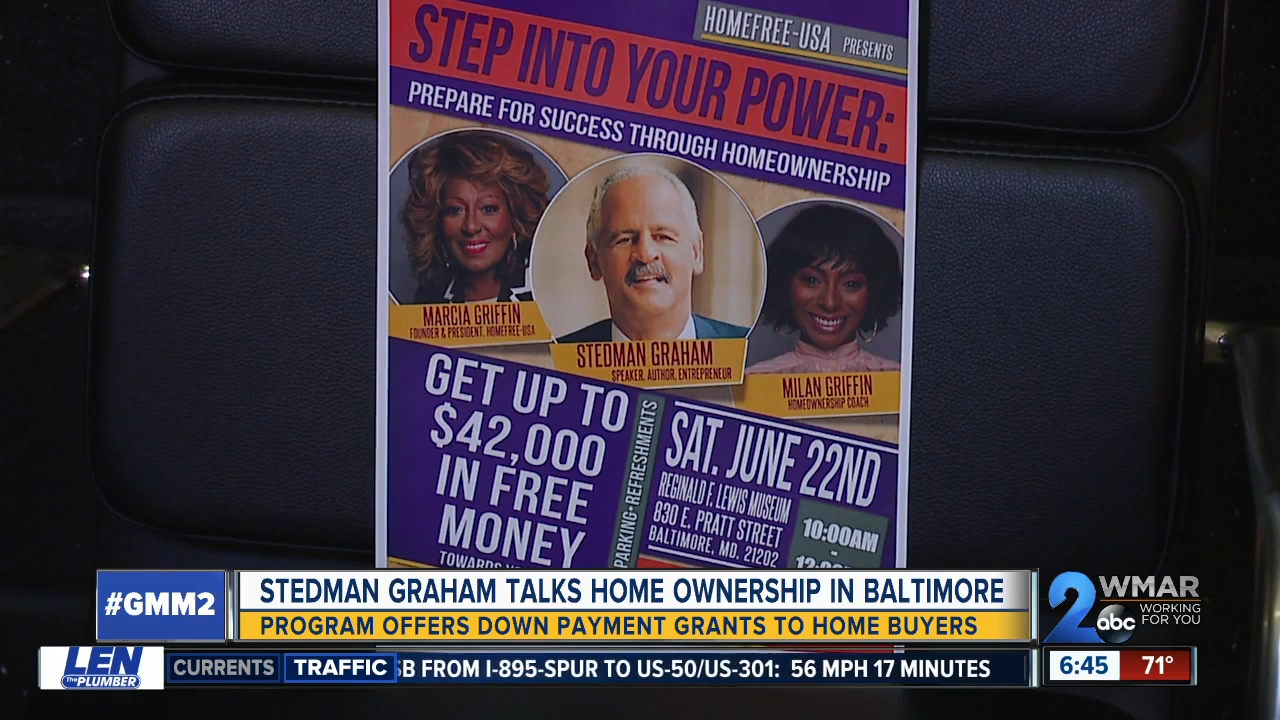 HOMEFREE-USA PRESENTS
STEP INTO YOUR POWER:
PREPARE FOR SUCCESS THROUGH HOMEOWNERSHIP
MARCIA GRIFFIN
FOUNDER & PRESIDENT, HOMEFREE-USA
STEDMAN GRAHAM
SPEAKER, AUTHOR, ENTREPRENEUR
MILAN GRIFFIN
HOMEOWNERSHIP COACH
GET UP TO
$42,000
IN FREE
MONEY
PARKING•REFRESHMENTS
SAT. JUNE 22ND
REGINALD F. LEWIS MUSEUM
830 E. PRATT STREET
BALTIMORE, MD, 21202
10:00AM
-
#GMM2
STEDMAN GRAHAM TALKS HOME OWNERSHIP IN BALTIMORE
PROGRAM OFFERS DOWN PAYMENT GRANTS TO HOME BUYERS
2 WMAR
abc WORKING
FOR YOU
LEN
The PLUMBER
CURRENTS TRAFFIC SB FROM I-895-SPUR TO US-50/US-301: 56 MPH 17 MINUTES
6:45 71°